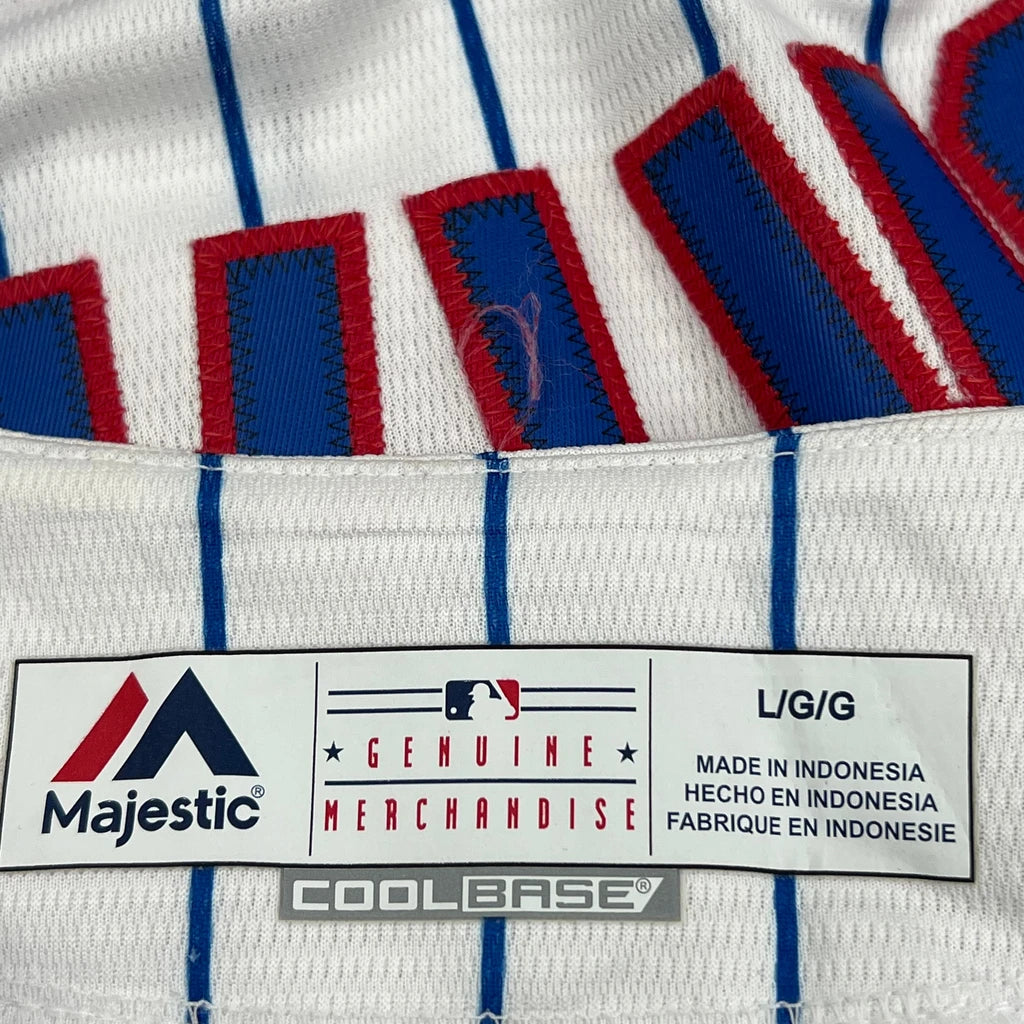 Majestic®
GENUINE
MERCHANDISE
L/G/G
MADE IN INDONESIA
HECHO EN INDONESIA
FABRIQUE EN INDONESIE
COOLBASE®